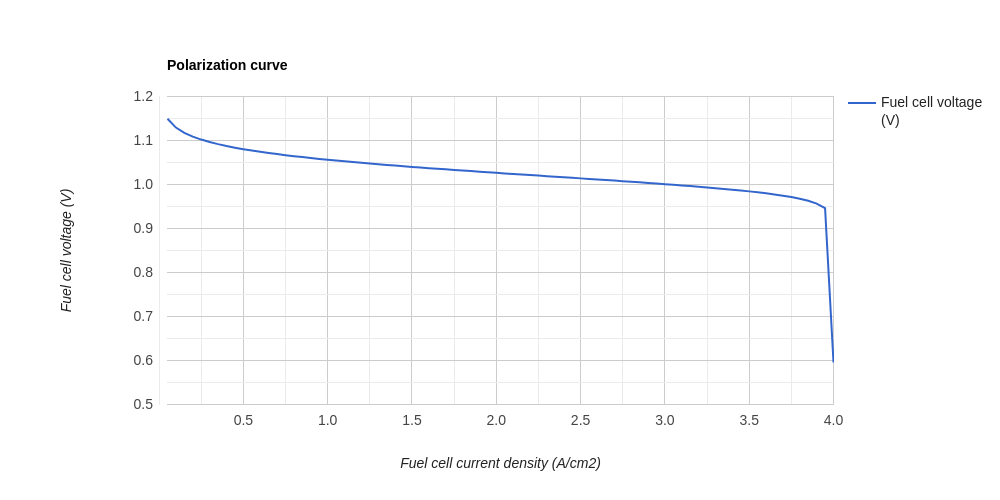 Polarization curve
Fuel cell voltage
(V)
1.2
1.1
1.0
0.9
0.8
0.7
0.6
0.5
Fuel cell voltage (V)
0.5 1.0 1.5 2.0 2.5 3.0 3.5 4.0
Fuel cell current density (A/cm2)